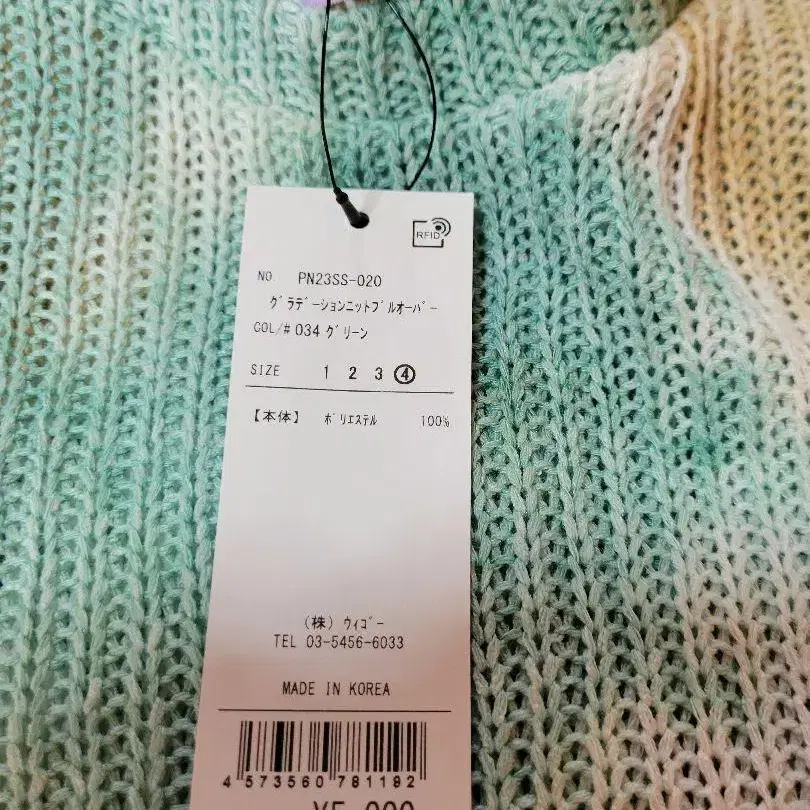 RFID
NO. PN23SS-020
グラデーションニットプルオーバー
COL/# 034 グリーン
SIZE 1 2 3 ④
【本体】 ポリエステル 100%
(株) ウィゴー
TEL 03-5456-6033
MADE IN KOREA
4 573560 781182